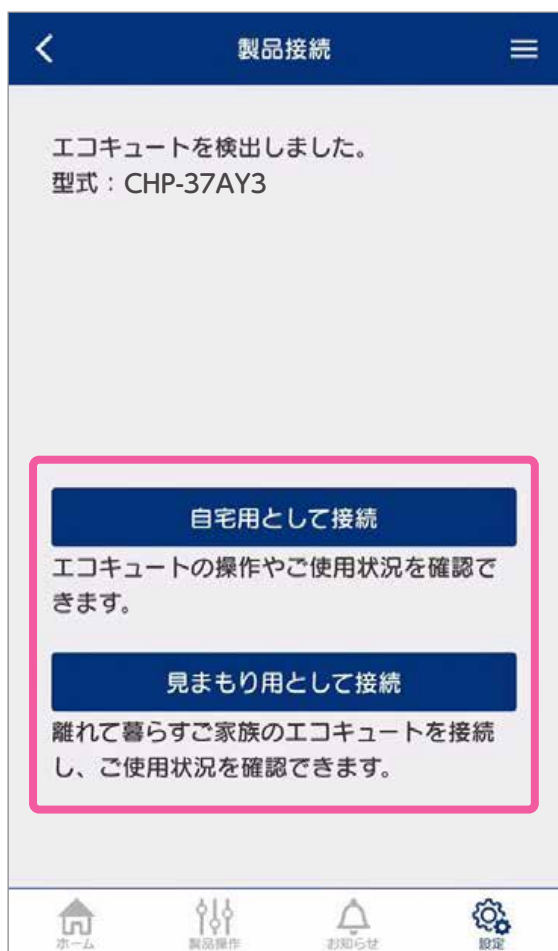 製品接続
エコキュートを検出しました。
型式：CHP-37AY3
自宅用として接続
エコキュートの操作やご使用状況を確認で
きます。
見まもり用として接続
離れて暮らすご家族のエコキュートを接続
し、ご使用状況を確認できます。
ホーム 製品操作 お知らせ 設定